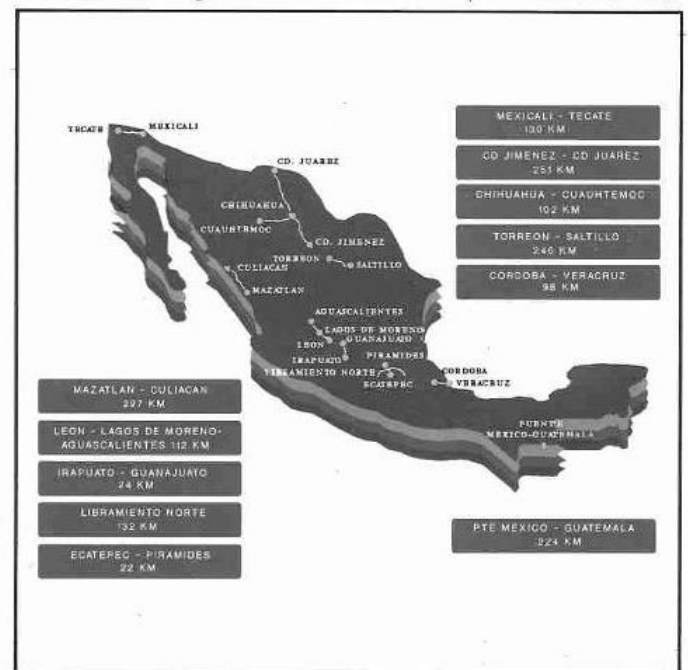 TECATE
MEXICALI
CD. JUAREZ
CHIHUAHUA
CUAUHTEMOC
CD. JIMENEZ
TORREON
SALTILLO
CULIACAN
MAZATLAN
AGUASCALIENTES
LAGOS DE MORENO
LEON
GUANAJUATO
IRAPUATO
PIRAMIDES
LIBRAMIENTO NORTE
ECATEPEC
CORDOBA
VERACRUZ
PUENTE
MEXICO-GUATEMALA
MEXICALI - TECATE
130 KM
CD JIMENEZ - CD JUAREZ
251 KM
CHIHUAHUA - CUAUHTEMOC
102 KM
TORREON - SALTILLO
246 KM
CORDOBA - VERACRUZ
98 KM
MAZATLAN - CULIACAN
297 KM
LEON - LAGOS DE MORENO-
AGUASCALIENTES 112 KM
IRAPUATO - GUANAJUATO
24 KM
LIBRAMIENTO NORTE
132 KM
ECATEPEC - PIRAMIDES
22 KM
PTE MEXICO - GUATEMALA
224 KM